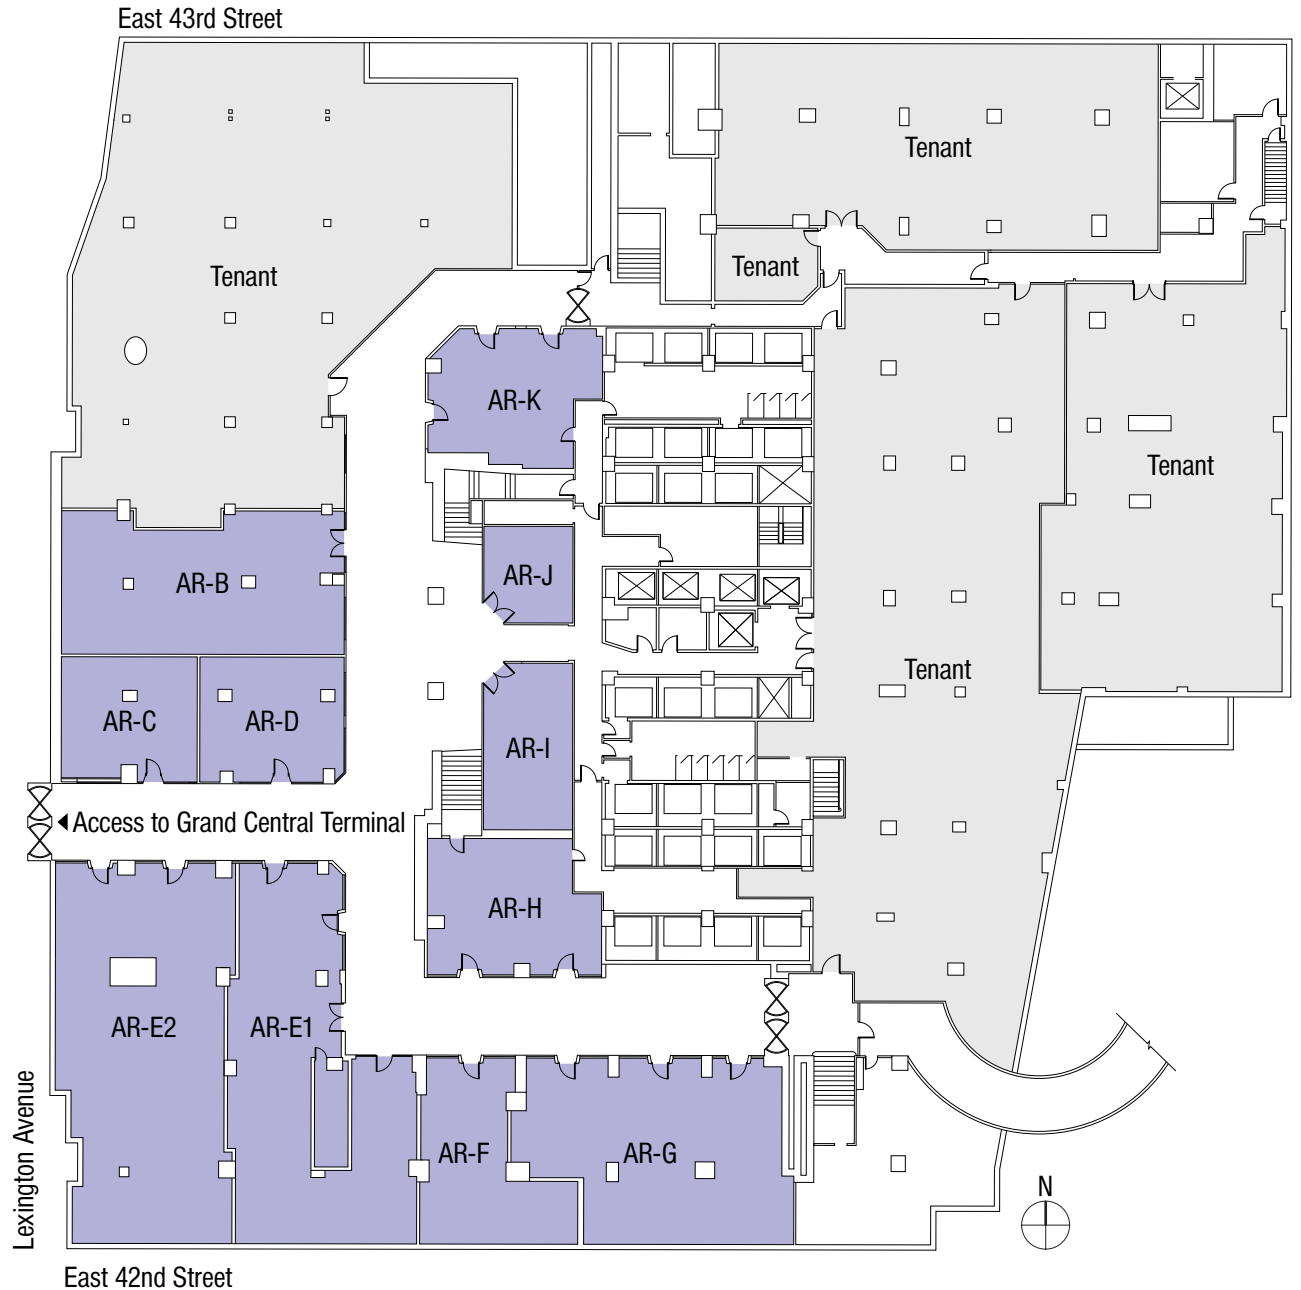 East 43rd Street
Tenant
Tenant
Tenant
AR-K
Tenant
AR-J
AR-B
Tenant
AR-C
AR-D
AR-I
Access to Grand Central Terminal
AR-H
AR-E2
AR-E1
AR-F
AR-G
Lexington Avenue
N
East 42nd Street